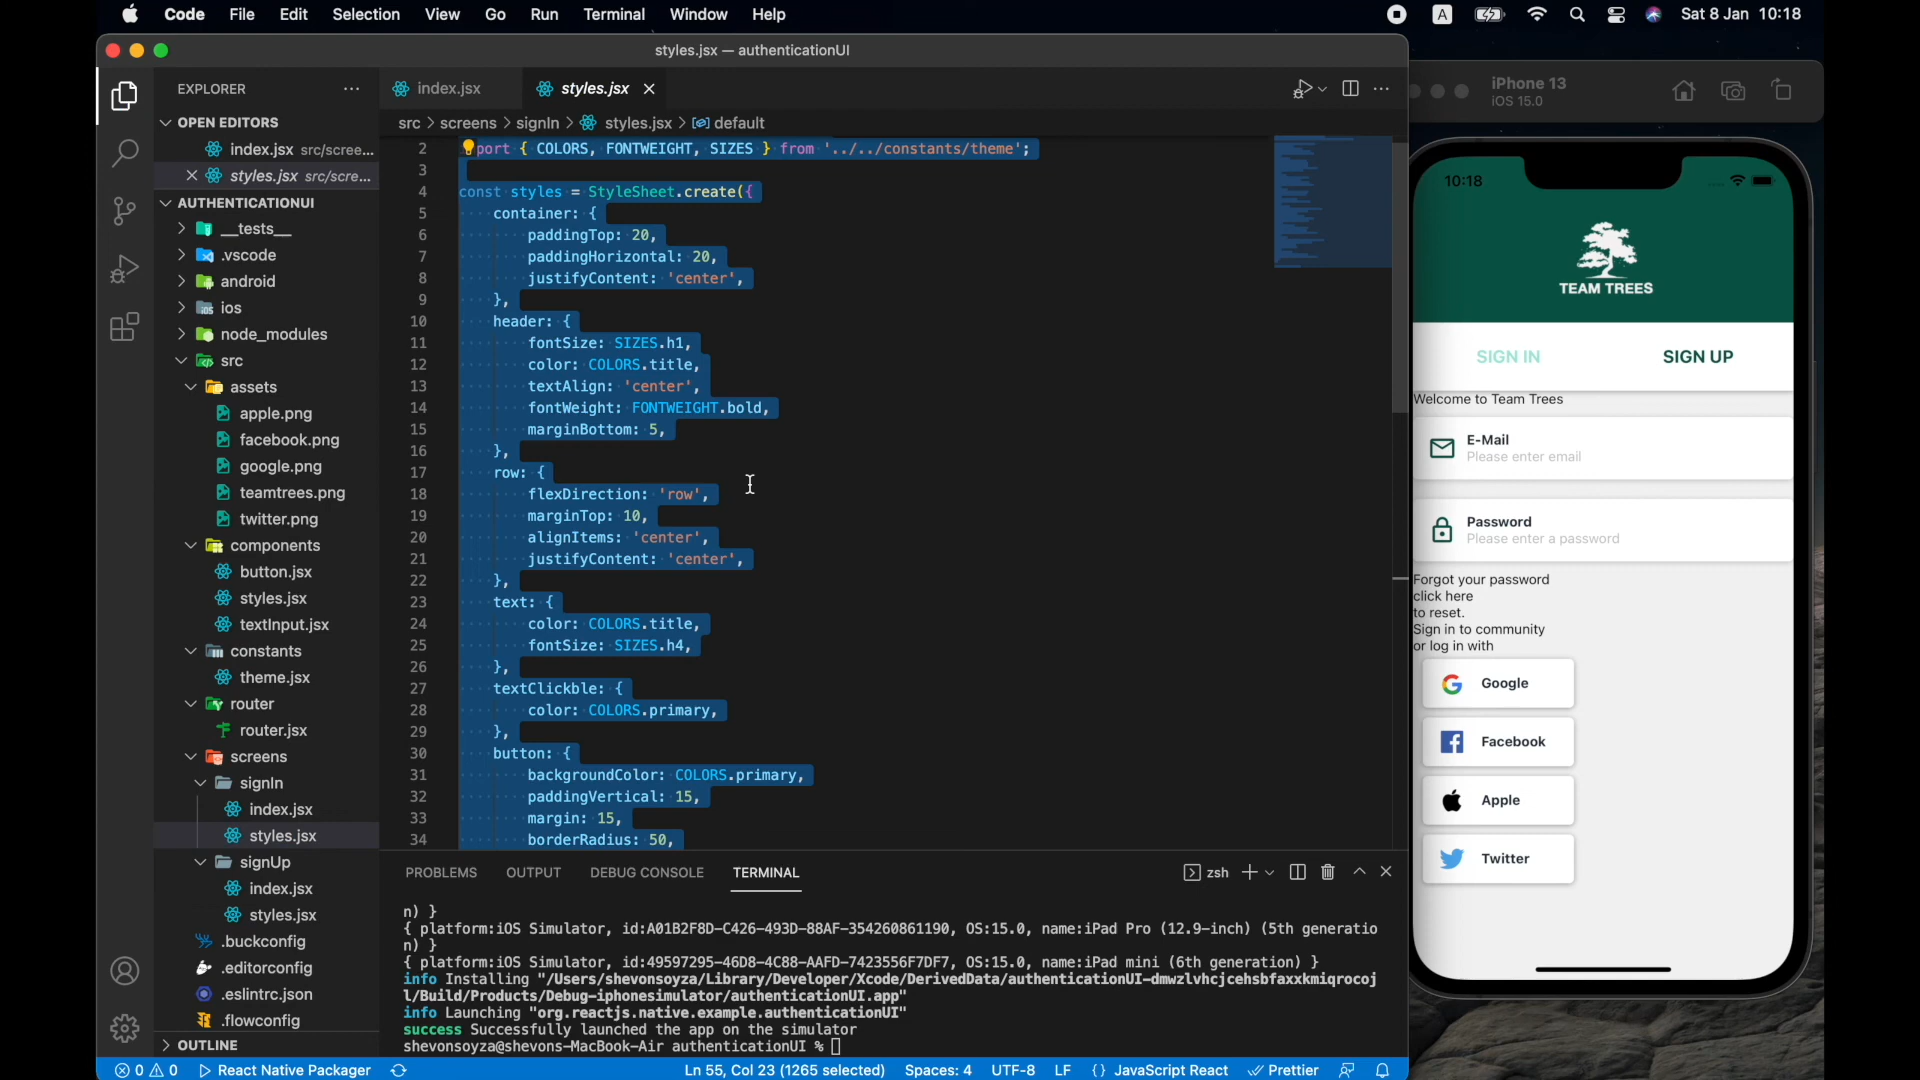 Code File Edit Selection View Go Run Terminal Window Help
A
Sat 8 Jan 10:18
styles.jsx — authenticationUI
EXPLORER
OPEN EDITORS
index.jsx src/scree...
styles.jsx src/scre...
AUTHENTICATIONUI
__tests__
.vscode
android
ios
node_modules
src
assets
apple.png
facebook.png
google.png
teamtrees.png
twitter.png
components
button.jsx
styles.jsx
textInput.jsx
constants
theme.jsx
router
router.jsx
screens
signIn
index.jsx
styles.jsx
signUp
index.jsx
styles.jsx
.buckconfig
.editorconfig
.eslintrc.json
.flowconfig
OUTLINE
index.jsx
styles.jsx
src > screens > signIn > styles.jsx > default
2 port { COLORS, FONTWEIGHT, SIZES } from '../../constants/theme';
3
4 const styles = StyleSheet.create({
5 container: {
6 paddingTop: 20,
7 paddingHorizontal: 20,
8 justifyContent: 'center',
9 },
10 header: {
11 fontSize: SIZES.h1,
12 color: COLORS.title,
13 textAlign: 'center',
14 fontWeight: FONTWEIGHT.bold,
15 marginBottom: 5,
16 },
17 row: {
18 flexDirection: 'row',
19 marginTop: 10,
20 alignItems: 'center',
21 justifyContent: 'center',
22 },
23 text: {
24 color: COLORS.title,
25 fontSize: SIZES.h4,
26 },
27 textClickble: {
28 color: COLORS.primary,
29 },
30 button: {
31 backgroundColor: COLORS.primary,
32 paddingVertical: 15,
33 margin: 15,
34 borderRadius: 50,
PROBLEMS OUTPUT DEBUG CONSOLE TERMINAL
zsh
n) }
{ platform:iOS Simulator, id:A01B2F8D-C426-493D-88AF-354260861190, OS:15.0, name:iPad Pro (12.9-inch) (5th generatio
n) }
{ platform:iOS Simulator, id:49597295-46D8-4C88-AAFD-7423556F7DF7, OS:15.0, name:iPad mini (6th generation) }
info Installing "/Users/shevonsoyza/Library/Developer/Xcode/DerivedData/authenticationUI-dmwzlvhcjcehsbfaxxkmiqrocoj
l/Build/Products/Debug-iphonesimulator/authenticationUI.app"
info Launching "org.reactjs.native.example.authenticationUI"
success Successfully launched the app on the simulator
shevonsoyza@shevons-MacBook-Air authenticationUI %
0 0 React Native Packager
Ln 55, Col 23 (1265 selected) Spaces: 4 UTF-8 LF {} JavaScript React Prettier
iPhone 13
iOS 15.0
10:18
TEAM TREES
SIGN IN SIGN UP
Welcome to Team Trees
E-Mail
Please enter email
Password
Please enter a password
Forgot your password
click here
to reset.
Sign in to community
or log in with
Google
Facebook
Apple
Twitter